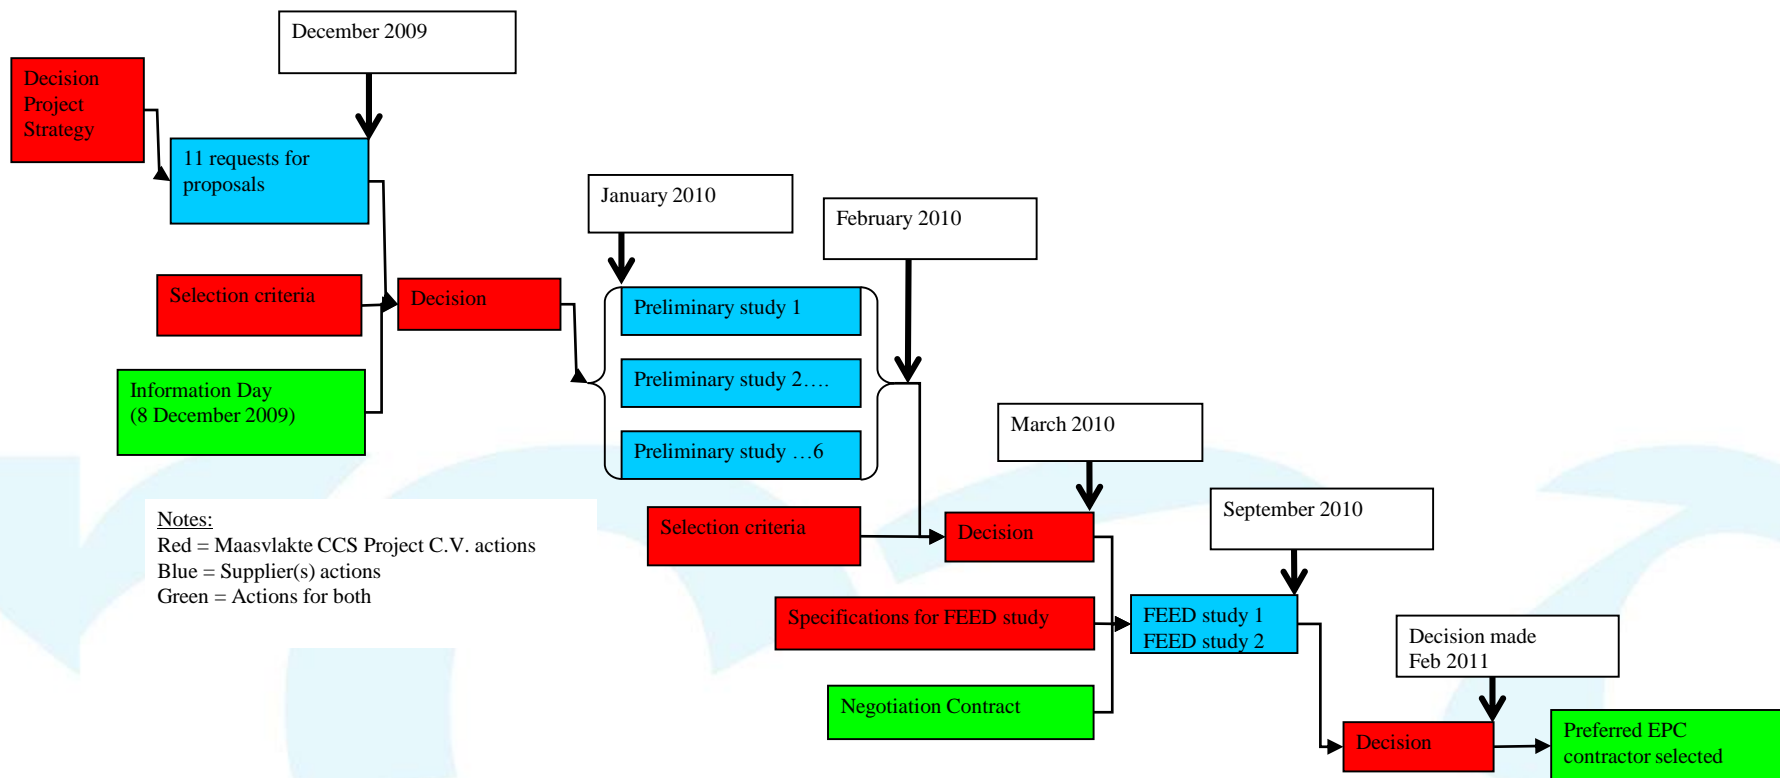 December 2009
Decision
Project
Strategy
11 requests for
proposals
January 2010
February 2010
Selection criteria
Decision
Preliminary study 1
Information Day
(8 December 2009)
Preliminary study 2....
Preliminary study ...6
March 2010
Notes:
Red = Maasvlakte CCS Project C.V. actions
Blue = Supplier(s) actions
Green = Actions for both
Selection criteria
Decision
September 2010
Specifications for FEED study
FEED study 1
FEED study 2
Decision made
Feb 2011
Negotiation Contract
Decision
Preferred EPC
contractor selected